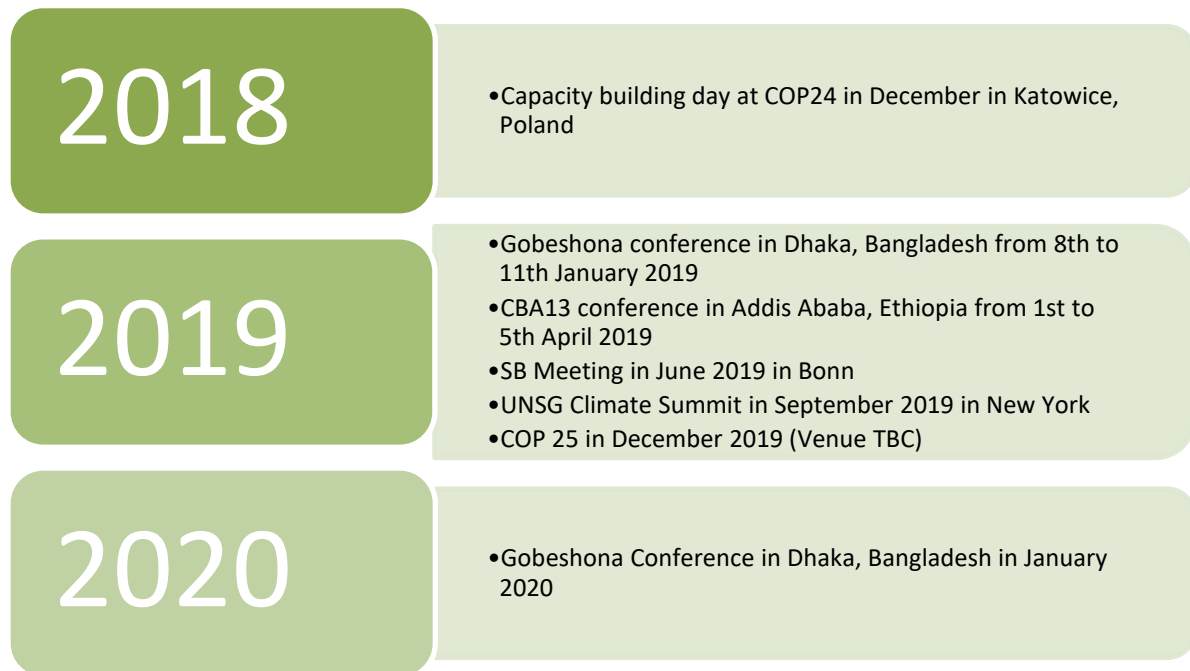 2018
•Capacity building day at COP24 in December in Katowice,
Poland
2019
•Gobeshona conference in Dhaka, Bangladesh from 8th to
11th January 2019
•CBA13 conference in Addis Ababa, Ethiopia from 1st to
5th April 2019
•SB Meeting in June 2019 in Bonn
•UNSG Climate Summit in September 2019 in New York
•COP 25 in December 2019 (Venue TBC)
2020
•Gobeshona Conference in Dhaka, Bangladesh in January
2020